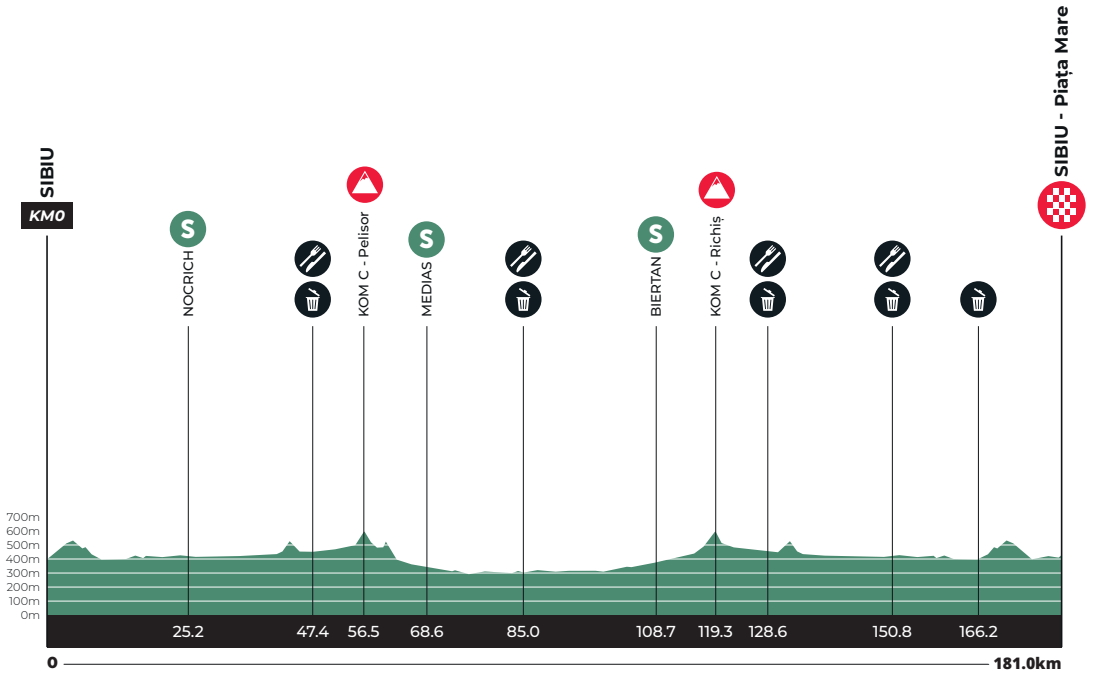 SIBIU - Piața Mare
SIBIU
KM0
S
NOCRICH
KOM C - Pelisor
S
MEDIAS
S
BIERTAN
KOM C - Richiș
700m
600m
500m
400m
300m
200m
100m
0m
25.2 47.4 56.5 68.6 85.0 108.7 119.3 128.6 150.8 166.2
0 181.0km